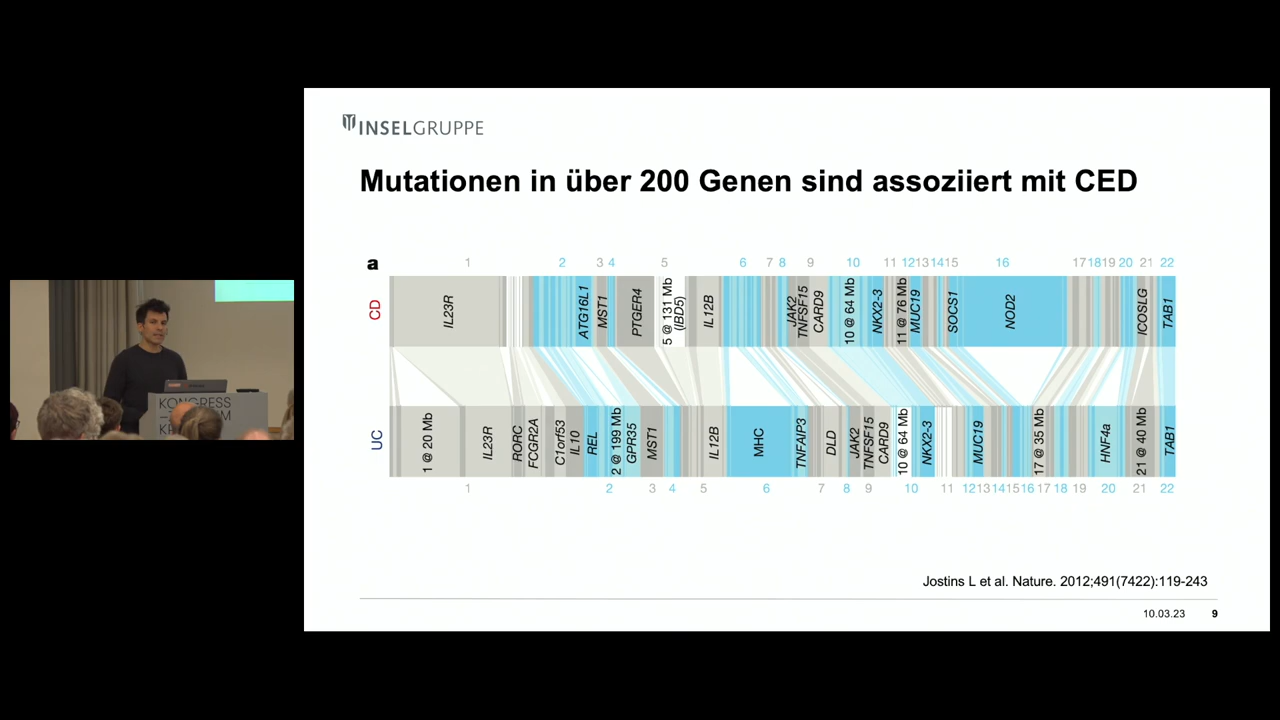 INSELGRUPPE
Mutationen in über 200 Genen sind assoziiert mit CED
a
1 2 3 4 5 6 7 8 9 10 11 12 13 14 15 16 17 18 19 20 21 22
CD
IL23R
ATG16L1
MST1
PTGER4
5 @ 131 Mb
(IBD5)
IL12B
JAK2
TNFSF15
CARD9
10 @ 64 Mb
NKX2-3
11 @ 76 Mb
MUC19
SOCS1
NOD2
ICOSLG
TAB1
UC
1 @ 20 Mb
IL23R
RORC
FCGR2A
C1orf53
IL10
REL
2 @ 199 Mb
GPR35
MST1
IL12B
MHC
TNFAIP3
DLD
JAK2
TNFSF15
CARD9
10 @ 64 Mb
NKX2-3
MUC19
17 @ 35 Mb
HNF4a
21 @ 40 Mb
TAB1
1 2 3 4 5 6 7 8 9 10 11 12 13 14 15 16 17 18 19 20 21 22
Jostins L et al. Nature. 2012;491(7422):119-243
10.03.23 9
KONGRESS